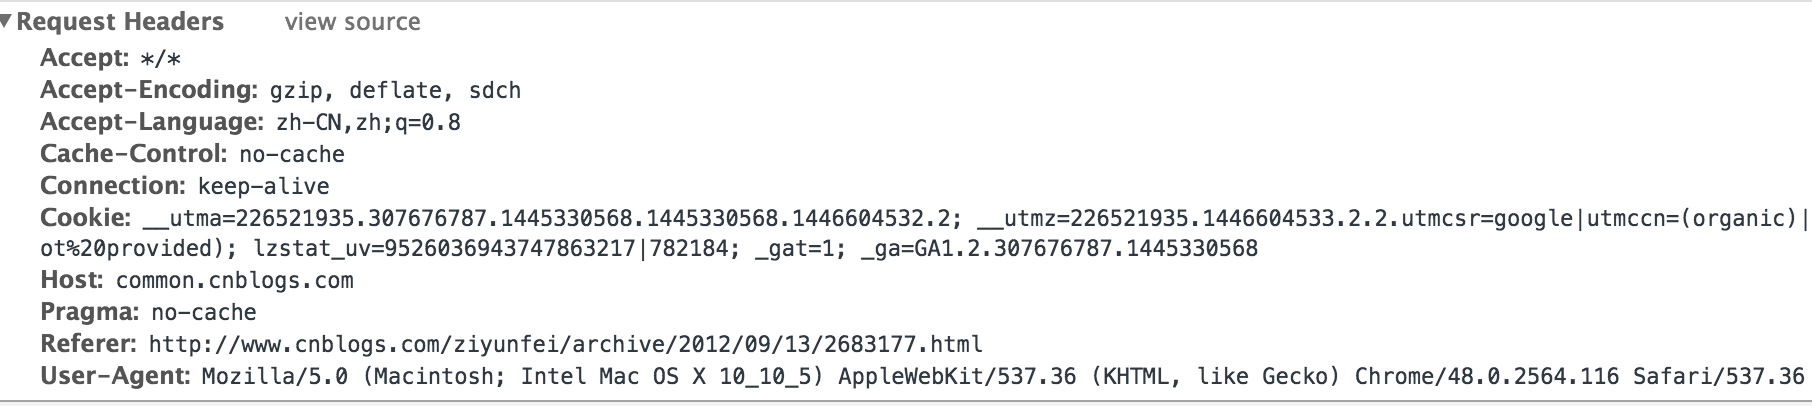 ▼Request Headers view source
Accept: */*
Accept-Encoding: gzip, deflate, sdch
Accept-Language: zh-CN,zh;q=0.8
Cache-Control: no-cache
Connection: keep-alive
Cookie: __utma=226521935.307676787.1445330568.1445330568.1446604532.2; __utmz=226521935.1446604533.2.2.utmcsr=google|utmccn=(organic)|
ot%20provided); lzstat_uv=9526036943747863217|782184; _gat=1; _ga=GA1.2.307676787.1445330568
Host: common.cnblogs.com
Pragma: no-cache
Referer: http://www.cnblogs.com/ziyunfei/archive/2012/09/13/2683177.html
User-Agent: Mozilla/5.0 (Macintosh; Intel Mac OS X 10_10_5) AppleWebKit/537.36 (KHTML, like Gecko) Chrome/48.0.2564.116 Safari/537.36